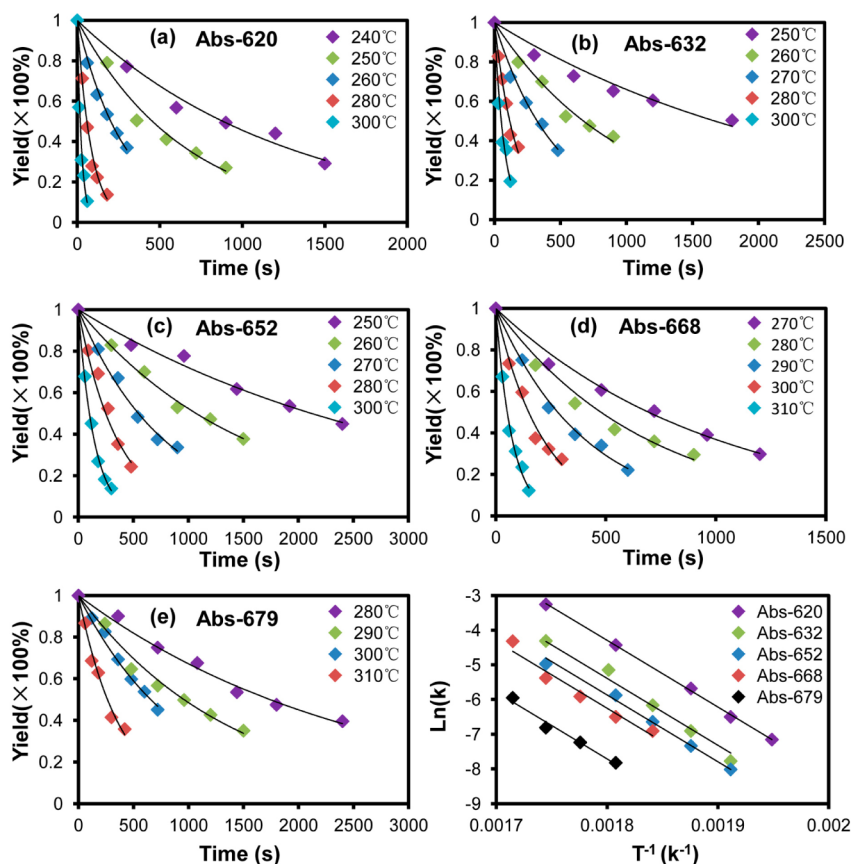 (a) Abs-620
240℃
250℃
260℃
280℃
300℃
1
0.8
0.6
0.4
0.2
0
0 500 1000 1500 2000
Yield(×100%)
Time (s)
(b) Abs-632
250℃
260℃
270℃
280℃
300℃
1
0.8
0.6
0.4
0.2
0
0 500 1000 1500 2000 2500
Yield(×100%)
Time (s)
(c) Abs-652
250℃
260℃
270℃
280℃
300℃
1
0.8
0.6
0.4
0.2
0
0 500 1000 1500 2000 2500 3000
Yield(×100%)
Time (s)
(d) Abs-668
270℃
280℃
290℃
300℃
310℃
1
0.8
0.6
0.4
0.2
0
0 500 1000 1500
Yield(×100%)
Time (s)
(e) Abs-679
280℃
290℃
300℃
310℃
1
0.8
0.6
0.4
0.2
0
0 500 1000 1500 2000 2500 3000
Yield(×100%)
Time (s)
Abs-620
Abs-632
Abs-652
Abs-668
Abs-679
-3
-4
-5
-6
-7
-8
-9
0.0017 0.0018 0.0019 0.002
Ln(k)
T⁻¹ (k⁻¹)